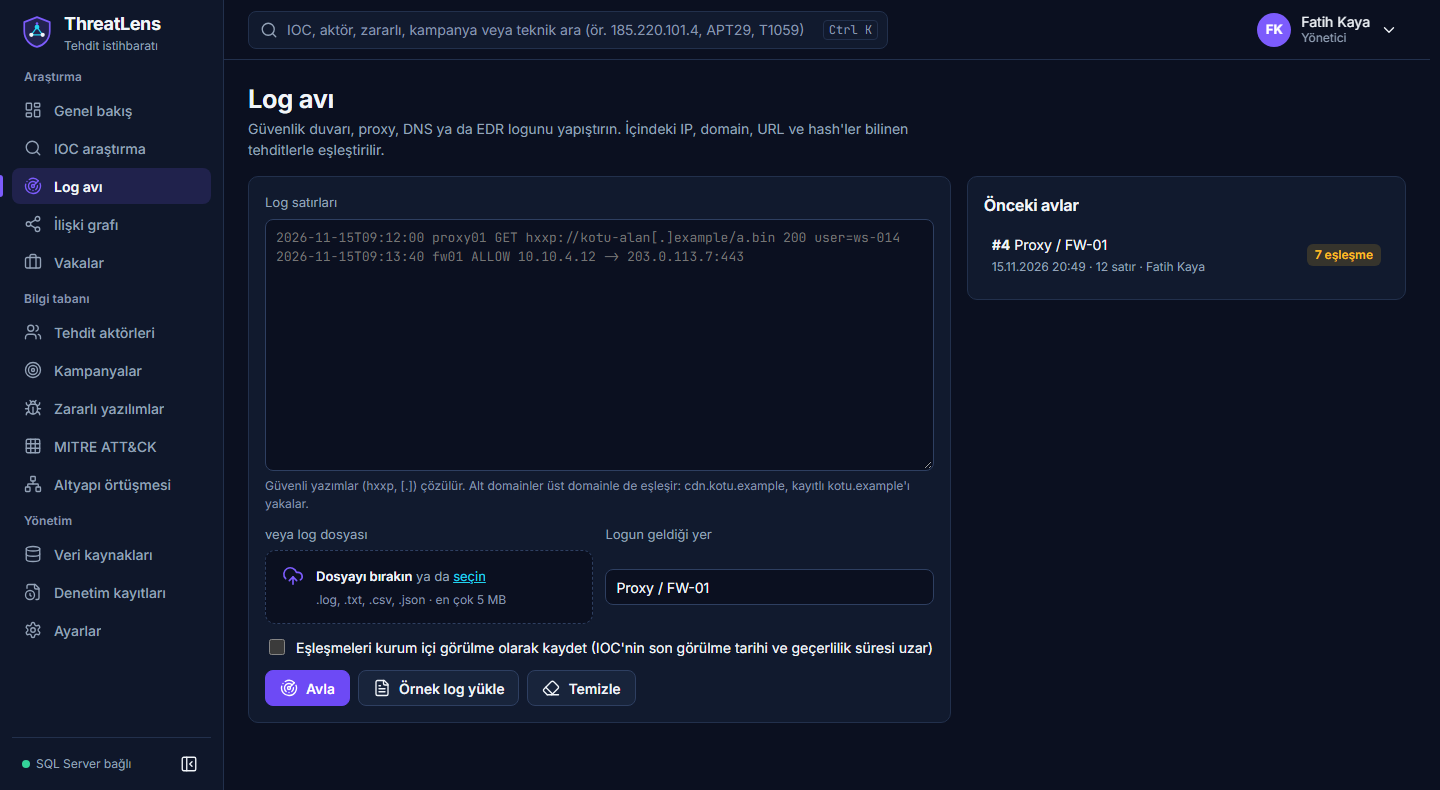 ThreatLens
Tehdit istihbaratı
Araştırma
Genel bakış
IOC araştırma
Log avı
İlişki grafı
Vakalar
Bilgi tabanı
Tehdit aktörleri
Kampanyalar
Zararlı yazılımlar
MITRE ATT&CK
Altyapı örtüşmesi
Yönetim
Veri kaynakları
Denetim kayıtları
Ayarlar
SQL Server bağlı
IOC, aktör, zararlı, kampanya veya teknik ara (ör. 185.220.101.4, APT29, T1059)
Ctrl K
FK
Fatih Kaya
Yönetici
Log avı
Güvenlik duvarı, proxy, DNS ya da EDR logunu yapıştırın. İçindeki IP, domain, URL ve hash'ler bilinen
tehditlerle eşleştirilir.
Log satırları
2026-11-15T09:12:00 proxy01 GET hxxp://kotu-alan[.]example/a.bin 200 user=ws-014
2026-11-15T09:13:40 fw01 ALLOW 10.10.4.12 -> 203.0.113.7:443
Güvenli yazımlar (hxxp, [.]) çözülür. Alt domainler üst domainle de eşleşir: cdn.kotu.example, kayıtlı kotu.example'ı
yakalar.
veya log dosyası
Dosyayı bırakın ya da seçin
.log, .txt, .csv, .json · en çok 5 MB
Logun geldiği yer
Proxy / FW-01
Eşleşmeleri kurum içi görülme olarak kaydet (IOC'nin son görülme tarihi ve geçerlilik süresi uzar)
Avla
Örnek log yükle
Temizle
Önceki avlar
#4 Proxy / FW-01
15.11.2026 20:49 · 12 satır · Fatih Kaya
7 eşleşme